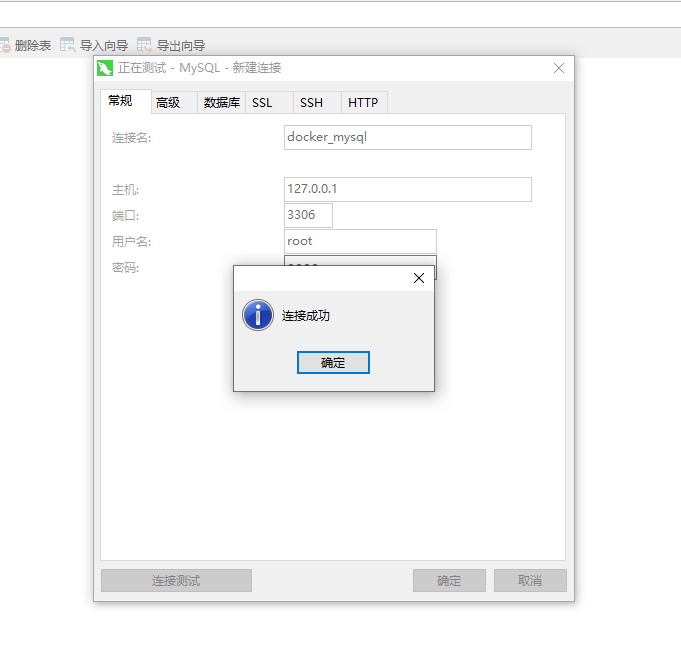 删除表 导入向导 导出向导
正在测试 - MySQL - 新建连接
常规 高级 数据库 SSL SSH HTTP
连接名: docker_mysql
主机: 127.0.0.1
端口: 3306
用户名: root
密码:
连接成功
确定
连接测试 确定 取消